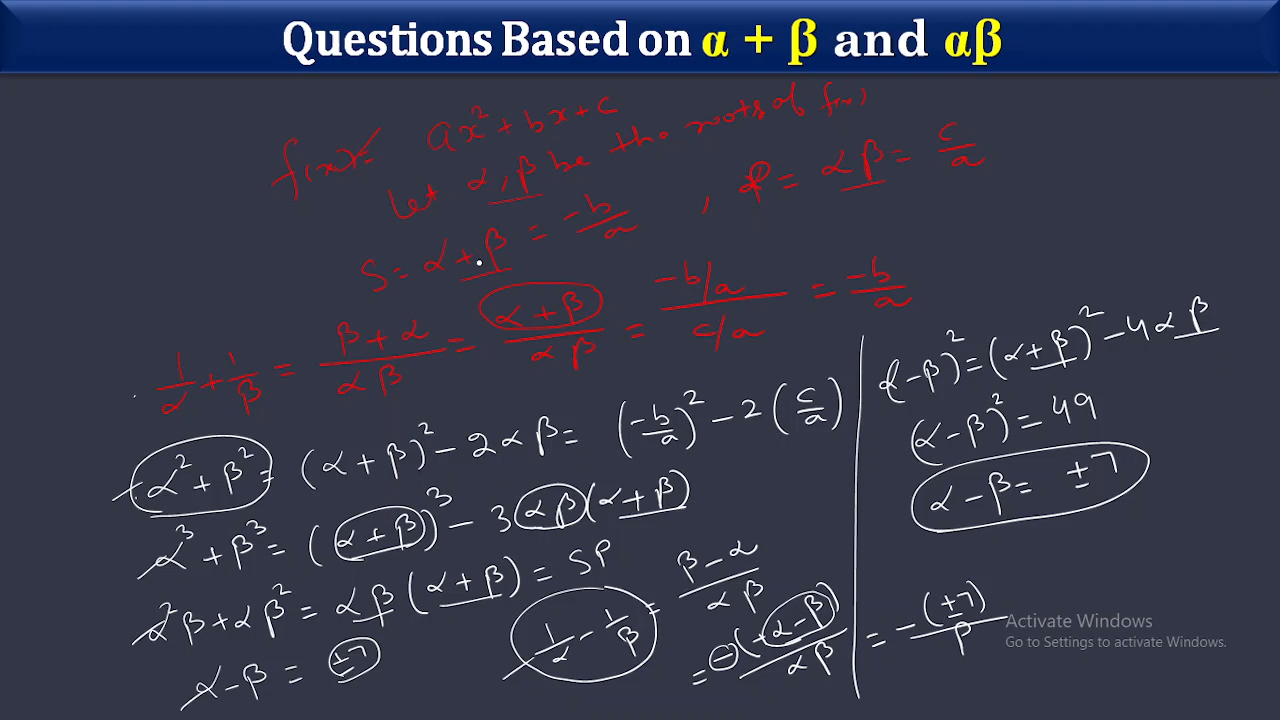 Questions Based on α + β and αβ
f(x) = ax² + bx + c
Let α, β be the roots of f(x)
S = α + β = -b/a , P = αβ = c/a
1/α + 1/β = (β + α)/(αβ) = (α + β)/(αβ) = (-b/a)/(c/a) = -b/a
α² + β² = (α + β)² - 2αβ = (-b/a)² - 2(c/a)
α³ + β³ = (α + β)³ - 3αβ(α + β)
α²β + αβ² = αβ(α + β) = SP
α - β = ±7
1/α - 1/β = (β - α)/(αβ)
= -(+α - β)/(αβ) = -(±7)/P
(α - β)² = (α + β)² - 4αβ
(α - β)² = 49
α - β = ±7
Activate Windows
Go to Settings to activate Windows.